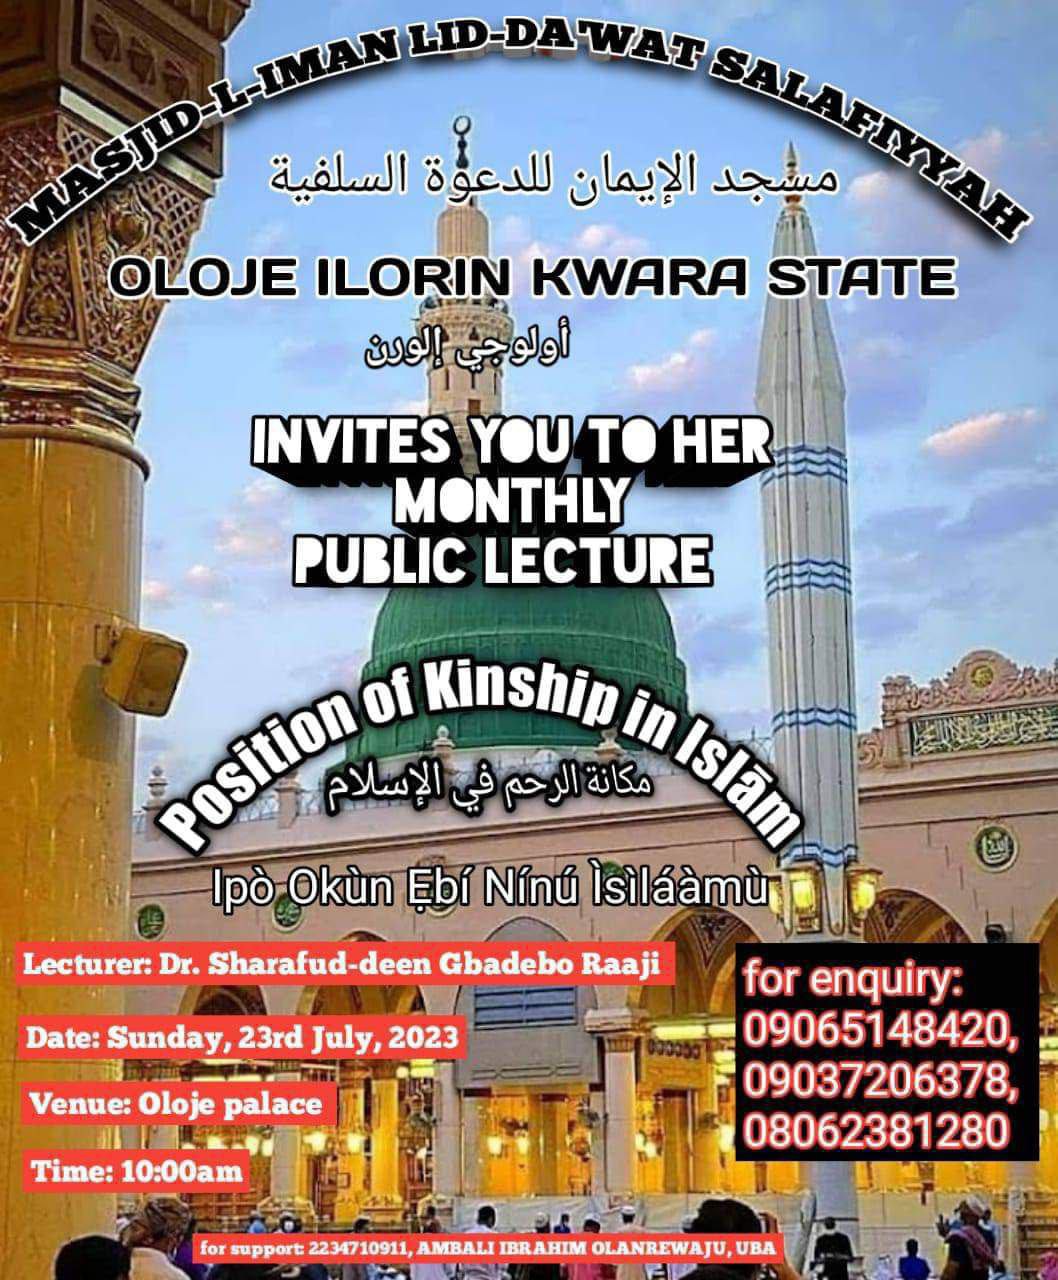 MASJID-L-IMAN LID-DA'WAT SALAFIYYAH
مسجد الإيمان للدعوة السلفية
OLOJE ILORIN KWARA STATE
أولوجي إلورن
INVITES YOU TO HER
MONTHLY
PUBLIC LECTURE
Position of Kinship in Islām
مكانة الرحم في الإسلام
Ipò Okùn Ẹbí Nínú Ìsìláàmù
Lecturer: Dr. Sharafud-deen Gbadebo Raaji
Date: Sunday, 23rd July, 2023
Venue: Oloje palace
Time: 10:00am
for enquiry:
09065148420,
09037206378,
08062381280
for support: 2234710911, AMBALI IBRAHIM OLANREWAJU, UBA